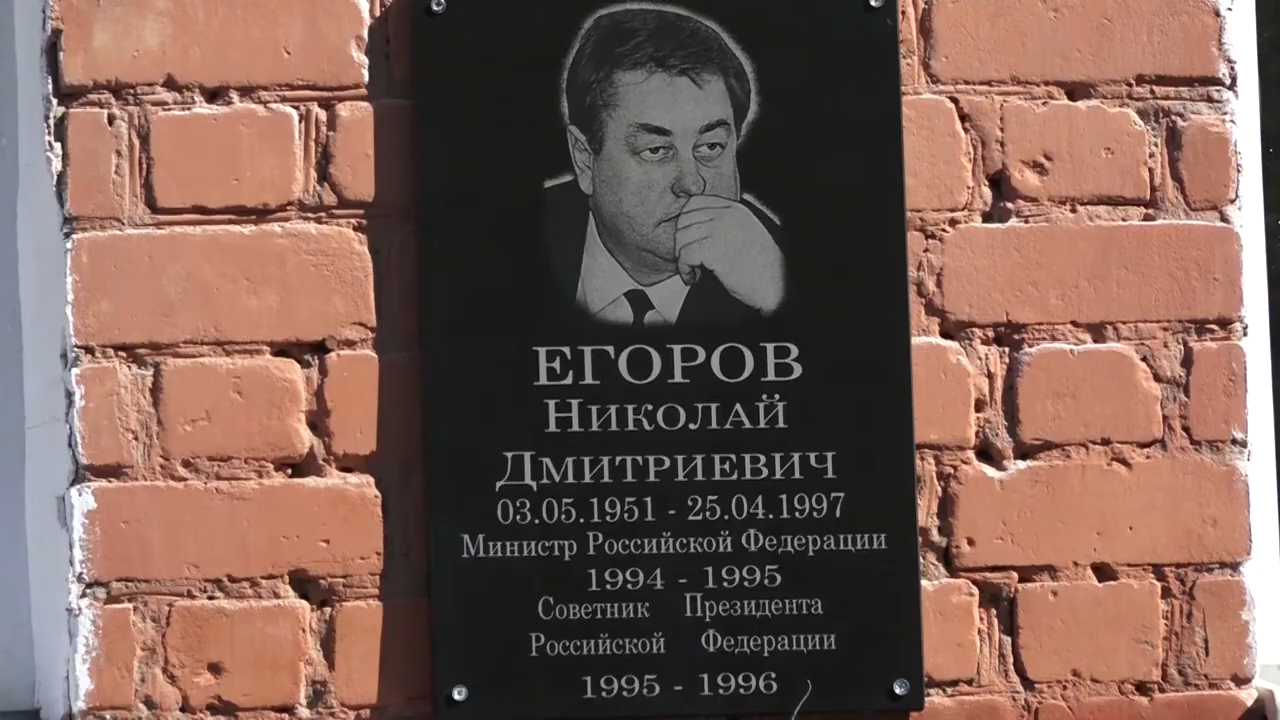 ЕГОРОВ
НИКОЛАЙ
ДМИТРИЕВИЧ
03.05.1951 - 25.04.1997
Министр Российской Федерации
1994 - 1995
Советник Президента
Российской Федерации
1995 - 1996